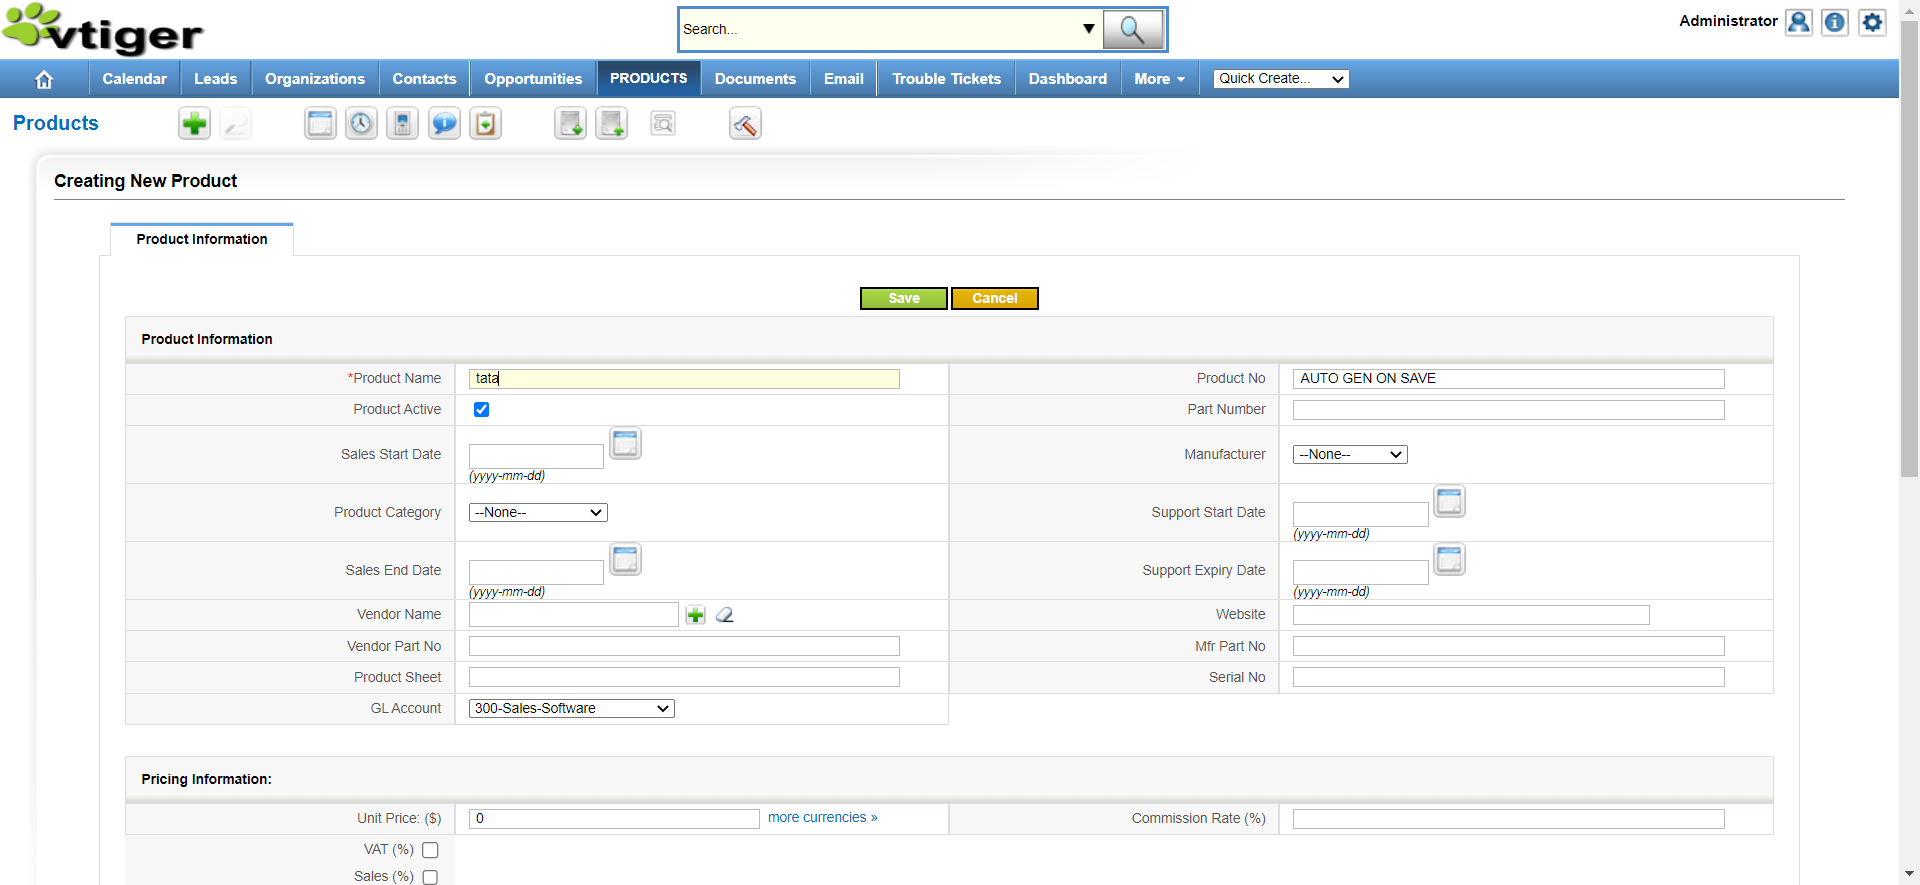 vtiger
Search...
Administrator
Calendar Leads Organizations Contacts Opportunities PRODUCTS Documents Email Trouble Tickets Dashboard More Quick Create...
Products
Creating New Product
Product Information
Save Cancel
Product Information
*Product Name tata Product No AUTO GEN ON SAVE
Product Active Part Number
Sales Start Date (yyyy-mm-dd) Manufacturer --None--
Product Category --None-- Support Start Date (yyyy-mm-dd)
Sales End Date (yyyy-mm-dd) Support Expiry Date (yyyy-mm-dd)
Vendor Name Website
Vendor Part No Mfr Part No
Product Sheet Serial No
GL Account 300-Sales-Software
Pricing Information:
Unit Price: ($) 0 more currencies » Commission Rate (%)
VAT (%)
Sales (%)